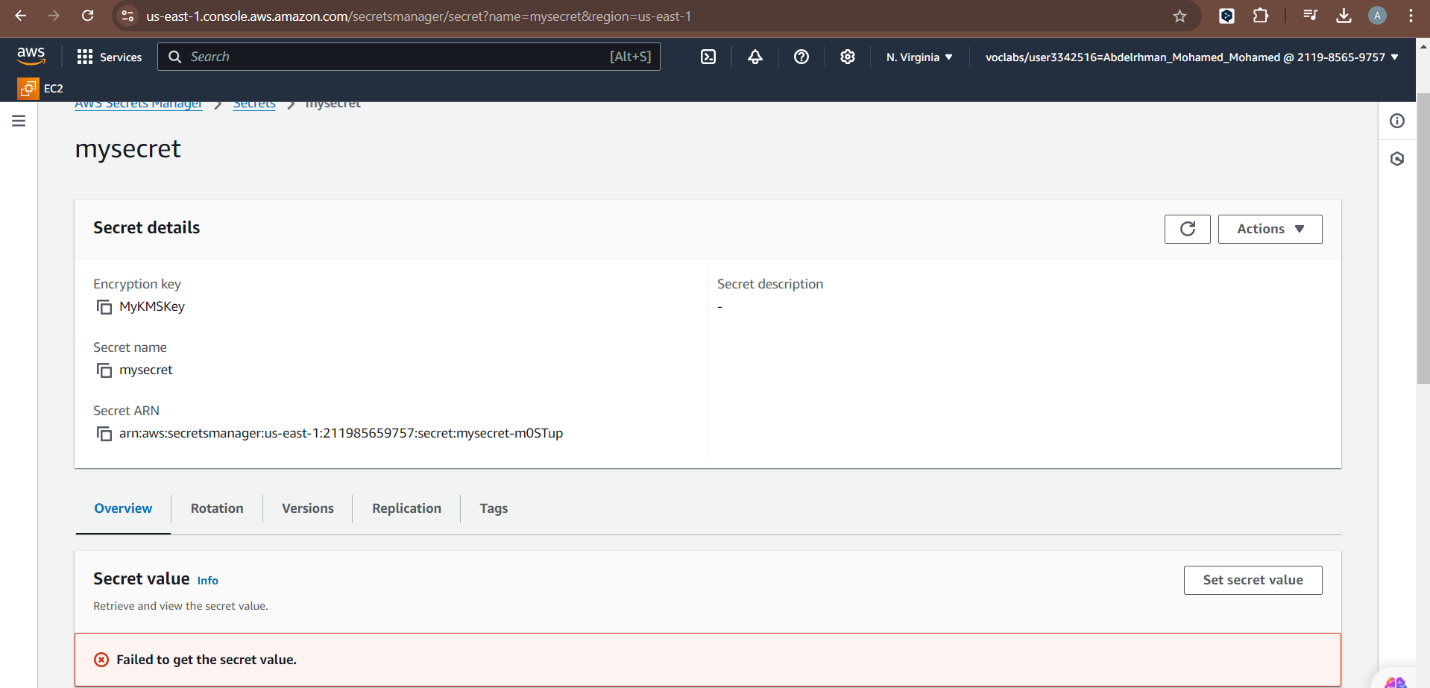 us-east-1.console.aws.amazon.com/secretsmanager/secret?name=mysecret&region=us-east-1
A
aws
Services
Search
[Alt+S]
N. Virginia
voclabs/user3342516=Abdelrhman_Mohamed_Mohamed @ 2119-8565-9757
EC2
AWS Secrets Manager
Secrets
mysecret
mysecret
Secret details
Actions
Encryption key
MyKMSKey
Secret name
mysecret
Secret ARN
arn:aws:secretsmanager:us-east-1:211985659757:secret:mysecret-m0STup
Secret description
-
Overview
Rotation
Versions
Replication
Tags
Secret value Info
Set secret value
Retrieve and view the secret value.
Failed to get the secret value.